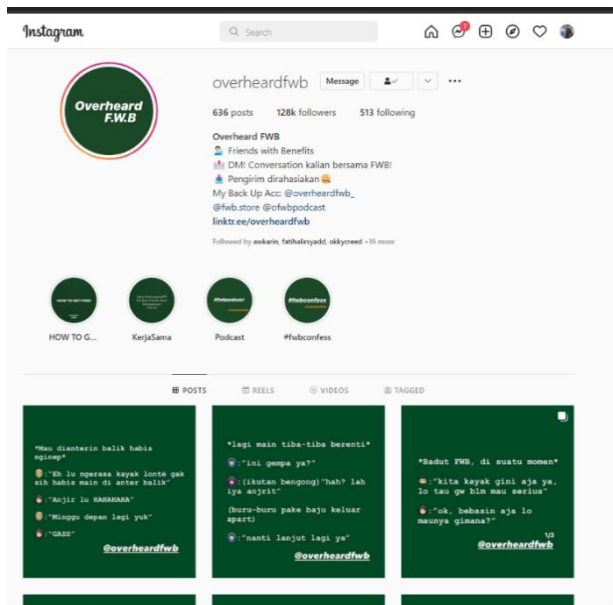 Instagram
Search
7
Overheard
F.W.B
overheardfwb Message
636 posts 128k followers 513 following
Overheard FWB
Friends with Benefits
DM! Conversation kalian bersama FWB!
Pengirim dirahasiakan
My Back Up Acc: @overheardfwb_
@fwb.store @ofwbpodcast
linktr.ee/overheardfwb
Followed by awkarin, fatihalirsyadd, okkycreed +16 more
HOW TO G...
KerjaSama
Podcast
#fwbconfess
POSTS REELS VIDEOS TAGGED
*Mau dianterin balik habis
nginep*
:"Eh lu ngerasa kayak lonte gak
sih habis main di anter balik"
:"Anjir lu HAHAHAHA"
:"Minggu depan lagi yuk"
:"GASS"
@overheardfwb
*lagi main tiba-tiba berenti*
:"ini gempa ya?"
:(ikutan bengong)"hah? lah
iya anjrit"
(buru-buru pake baju keluar
apart)
:"nanti lanjut lagi ya"
@overheardfwb
*Badut FWB, di suatu momen*
:"kita kayak gini aja ya,
lo tau gw blm mau serius"
:"ok, bebasin aja lo
maunya gimana?"
1/3
@overheardfwb